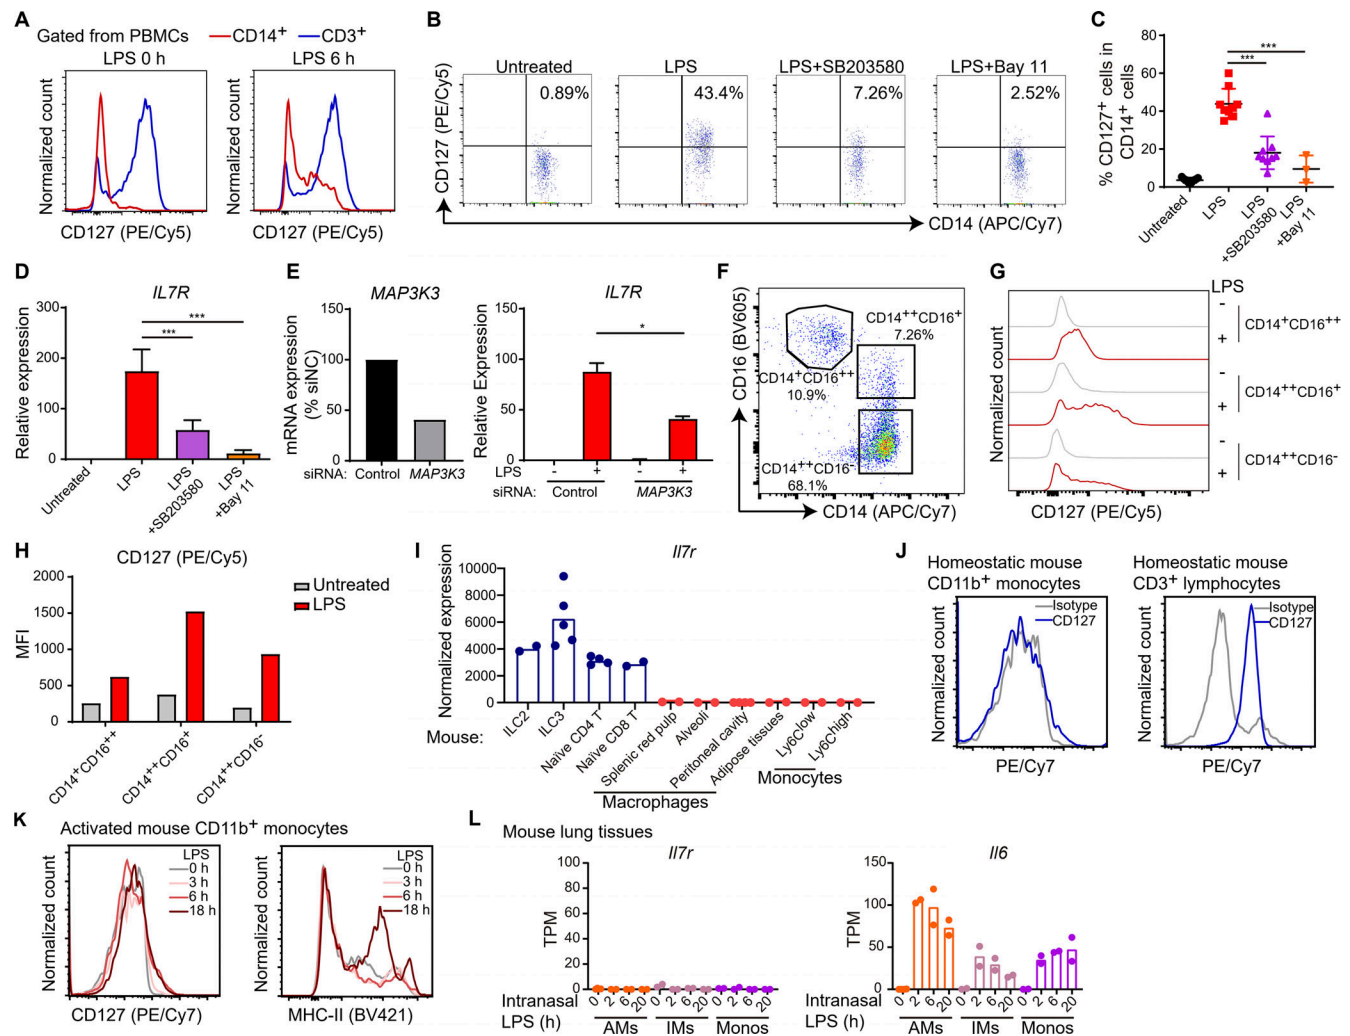 A
Gated from PBMCs
CD14+
CD3+
LPS 0 h
LPS 6 h
Normalized count
Normalized count
CD127 (PE/Cy5)
CD127 (PE/Cy5)
B
Untreated
LPS
LPS+SB203580
LPS+Bay 11
0.89%
43.4%
7.26%
2.52%
CD127 (PE/Cy5)
CD14 (APC/Cy7)
C
% CD127+ cells in
CD14+ cells
80
60
40
20
0
***
***
Untreated
LPS
LPS
+SB203580
LPS
+Bay 11
D
IL7R
Relative expression
300
200
100
0
***
***
Untreated
LPS
LPS
+SB203580
LPS
+Bay 11
E
MAP3K3
mRNA expression
(% siNC)
150
100
50
0
siRNA:
Control
MAP3K3
IL7R
Relative Expression
150
100
50
0
*
LPS
-
+
-
+
siRNA:
Control
MAP3K3
F
CD16 (BV605)
CD14++CD16+
7.26%
CD14+CD16++
10.9%
CD14++CD16-
68.1%
CD14 (APC/Cy7)
G
LPS
Normalized count
-
+
CD14+CD16++
-
+
CD14++CD16+
-
+
CD14++CD16-
CD127 (PE/Cy5)
H
CD127 (PE/Cy5)
MFI
2000
1500
1000
500
0
Untreated
LPS
CD14+CD16++
CD14++CD16+
CD14++CD16-
I
Il7r
Normalized expression
10000
8000
6000
4000
2000
0
Mouse:
ILC2
ILC3
Naïve CD4 T
Naïve CD8 T
Splenic red pulp
Alveoli
Peritoneal cavity
Adipose tissues
Ly6Clow
Ly6Chigh
Monocytes
Macrophages
J
Homeostatic mouse
CD11b+ monocytes
Homeostatic mouse
CD3+ lymphocytes
Isotype
CD127
Isotype
CD127
Normalized count
Normalized count
PE/Cy7
PE/Cy7
K
Activated mouse CD11b+ monocytes
Normalized count
LPS
0 h
3 h
6 h
18 h
CD127 (PE/Cy7)
Normalized count
LPS
0 h
3 h
6 h
18 h
MHC-II (BV421)
L
Mouse lung tissues
Il7r
TPM
100
80
60
40
20
0
Intranasal
LPS (h)
0 2 6 20 0 2 6 20 0 2 6 20
AMs
IMs
Monos
Il6
TPM
150
100
50
0
Intranasal
LPS (h)
0 2 6 20 0 2 6 20 0 2 6 20
AMs
IMs
Monos